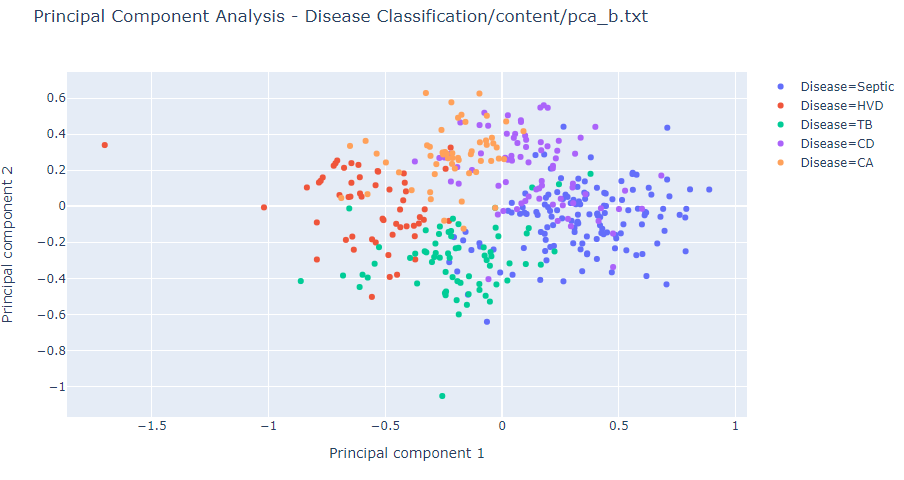 Principal Component Analysis - Disease Classification/content/pca_b.txt
Principal component 2
0.6
0.4
0.2
0
−0.2
−0.4
−0.6
−0.8
−1
−1.5
−1
−0.5
0
0.5
1
Principal component 1
Disease=Septic
Disease=HVD
Disease=TB
Disease=CD
Disease=CA